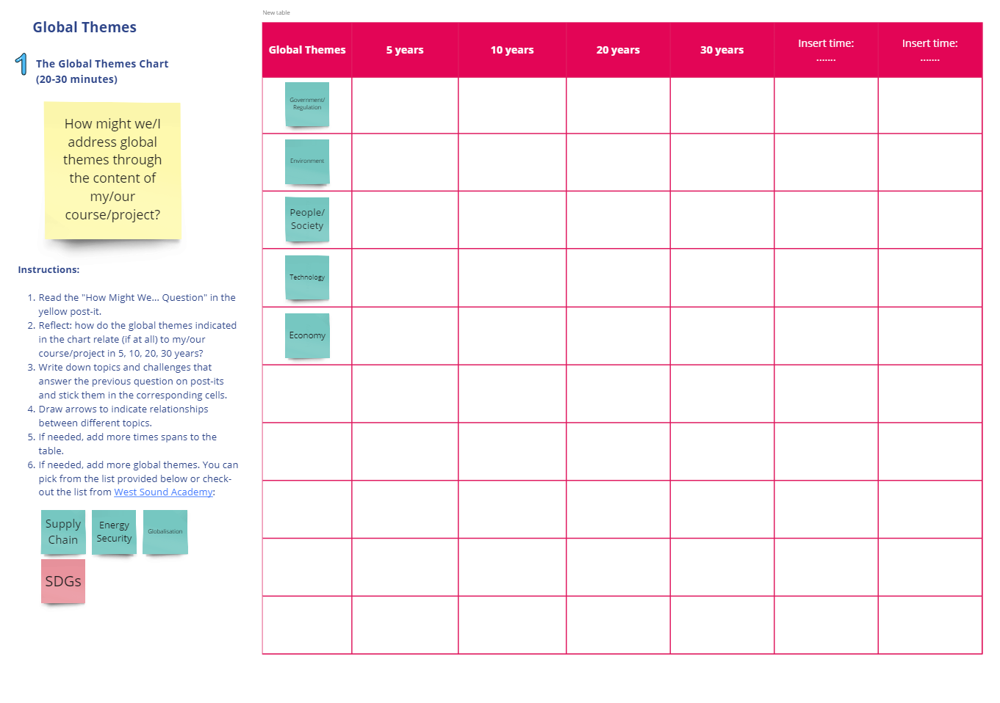 Global Themes
1
The Global Themes Chart
(20-30 minutes)
How might we/I
address global
themes through
the content of
my/our
course/project?
Instructions:
1. Read the "How Might We... Question" in the
yellow post-it.
2. Reflect: how do the global themes indicated
in the chart relate (if at all) to my/our
course/project in 5, 10, 20, 30 years?
3. Write down topics and challenges that
answer the previous question on post-its
and stick them in the corresponding cells.
4. Draw arrows to indicate relationships
between different topics.
5. If needed, add more times spans to the
table.
6. If needed, add more global themes. You can
pick from the list provided below or check-
out the list from West Sound Academy:
Supply
Chain
Energy
Security
Globalisation
SDGs
New table
Global Themes
5 years
10 years
20 years
30 years
Insert time:
.......
Insert time:
.......
Government/
Regulation
Environment
People/
Society
Technology
Economy